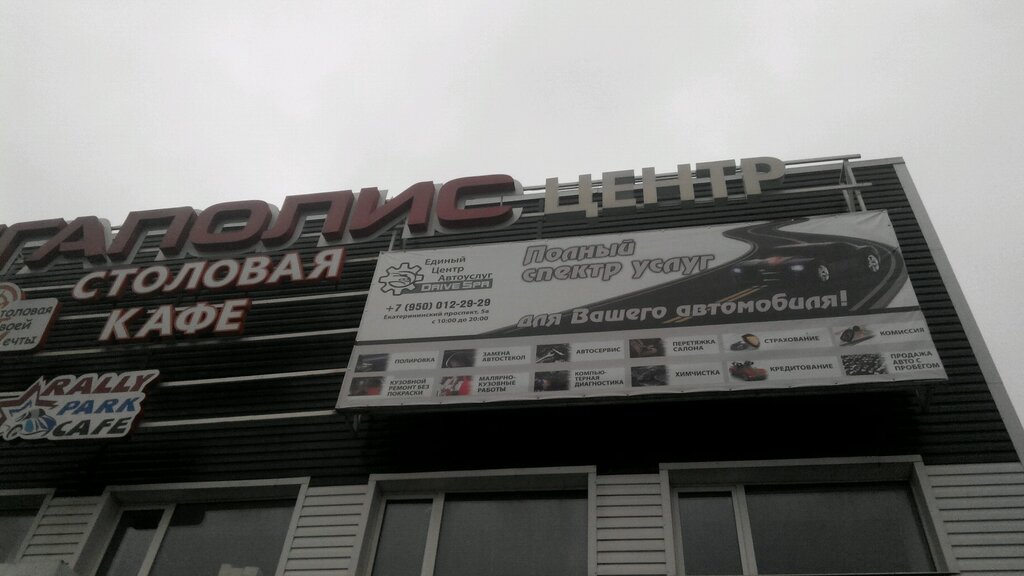 ГАПОЛИС ЦЕНТР
СТОЛОВАЯ
КАФЕ
RALLY
PARK
CAFE
Единый
Центр
Автоуслуг
DRIVE SPA
+7 (950) 012-29-29
Екатерининский проспект, 5а
с 10:00 до 20:00
Полный
спектр услуг
для Вашего автомобиля!
ПОЛИРОВКА
ЗАМЕНА
АВТОСТЕКОЛ
АВТОСЕРВИС
ПЕРЕТЯЖКА
САЛОНА
СТРАХОВАНИЕ
КОМИССИЯ
КУЗОВНОЙ
РЕМОНТ БЕЗ
ПОКРАСКИ
МАЛЯРНО-
КУЗОВНЫЕ
РАБОТЫ
КОМПЬЮ-
ТЕРНАЯ
ДИАГНОСТИКА
ХИМЧИСТКА
КРЕДИТОВАНИЕ
ПРОДАЖА
АВТО С
ПРОБЕГОМ